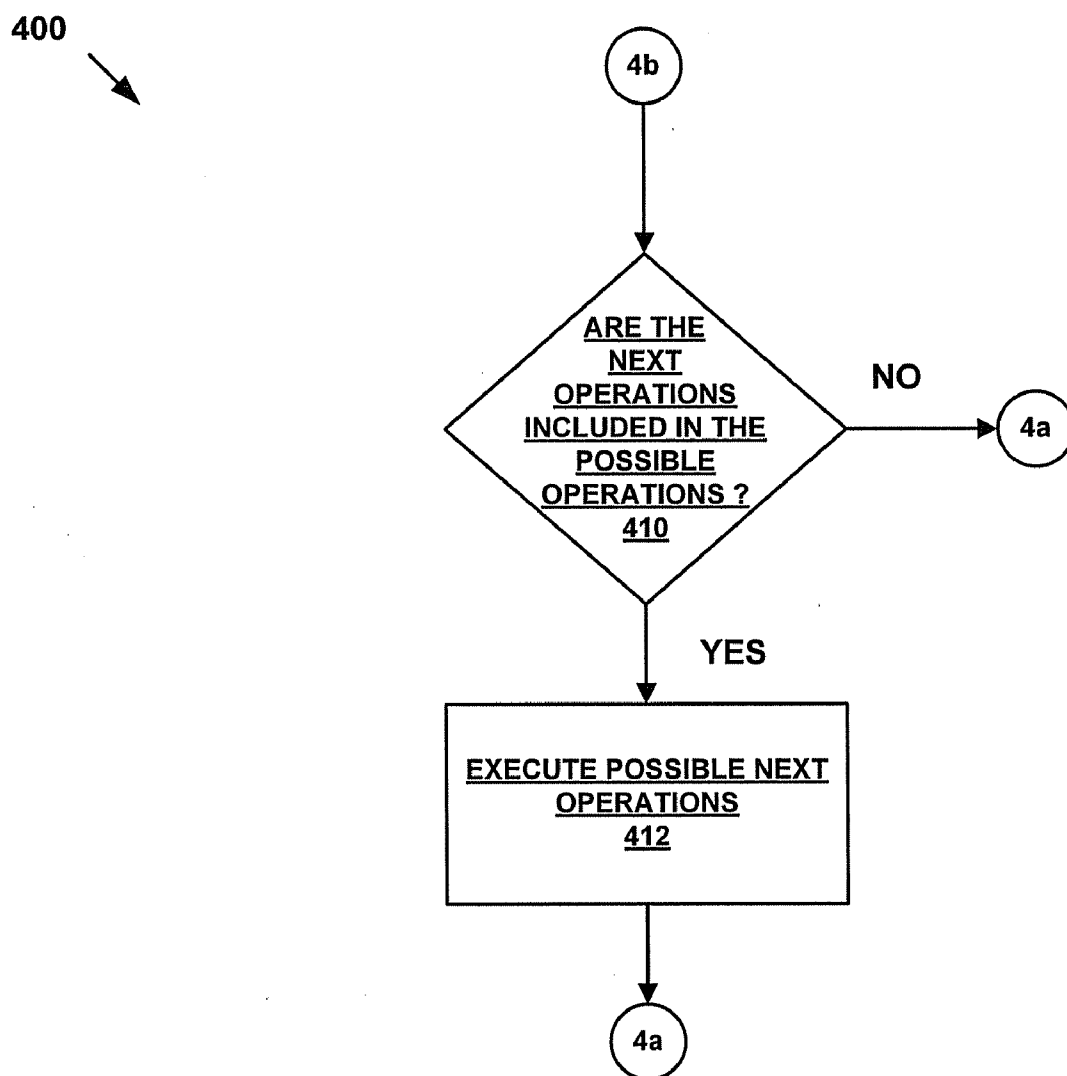 400
4b
ARE THE
NEXT
OPERATIONS
INCLUDED IN THE
POSSIBLE
OPERATIONS ?
410
NO
4a
YES
EXECUTE POSSIBLE NEXT
OPERATIONS
412
4a